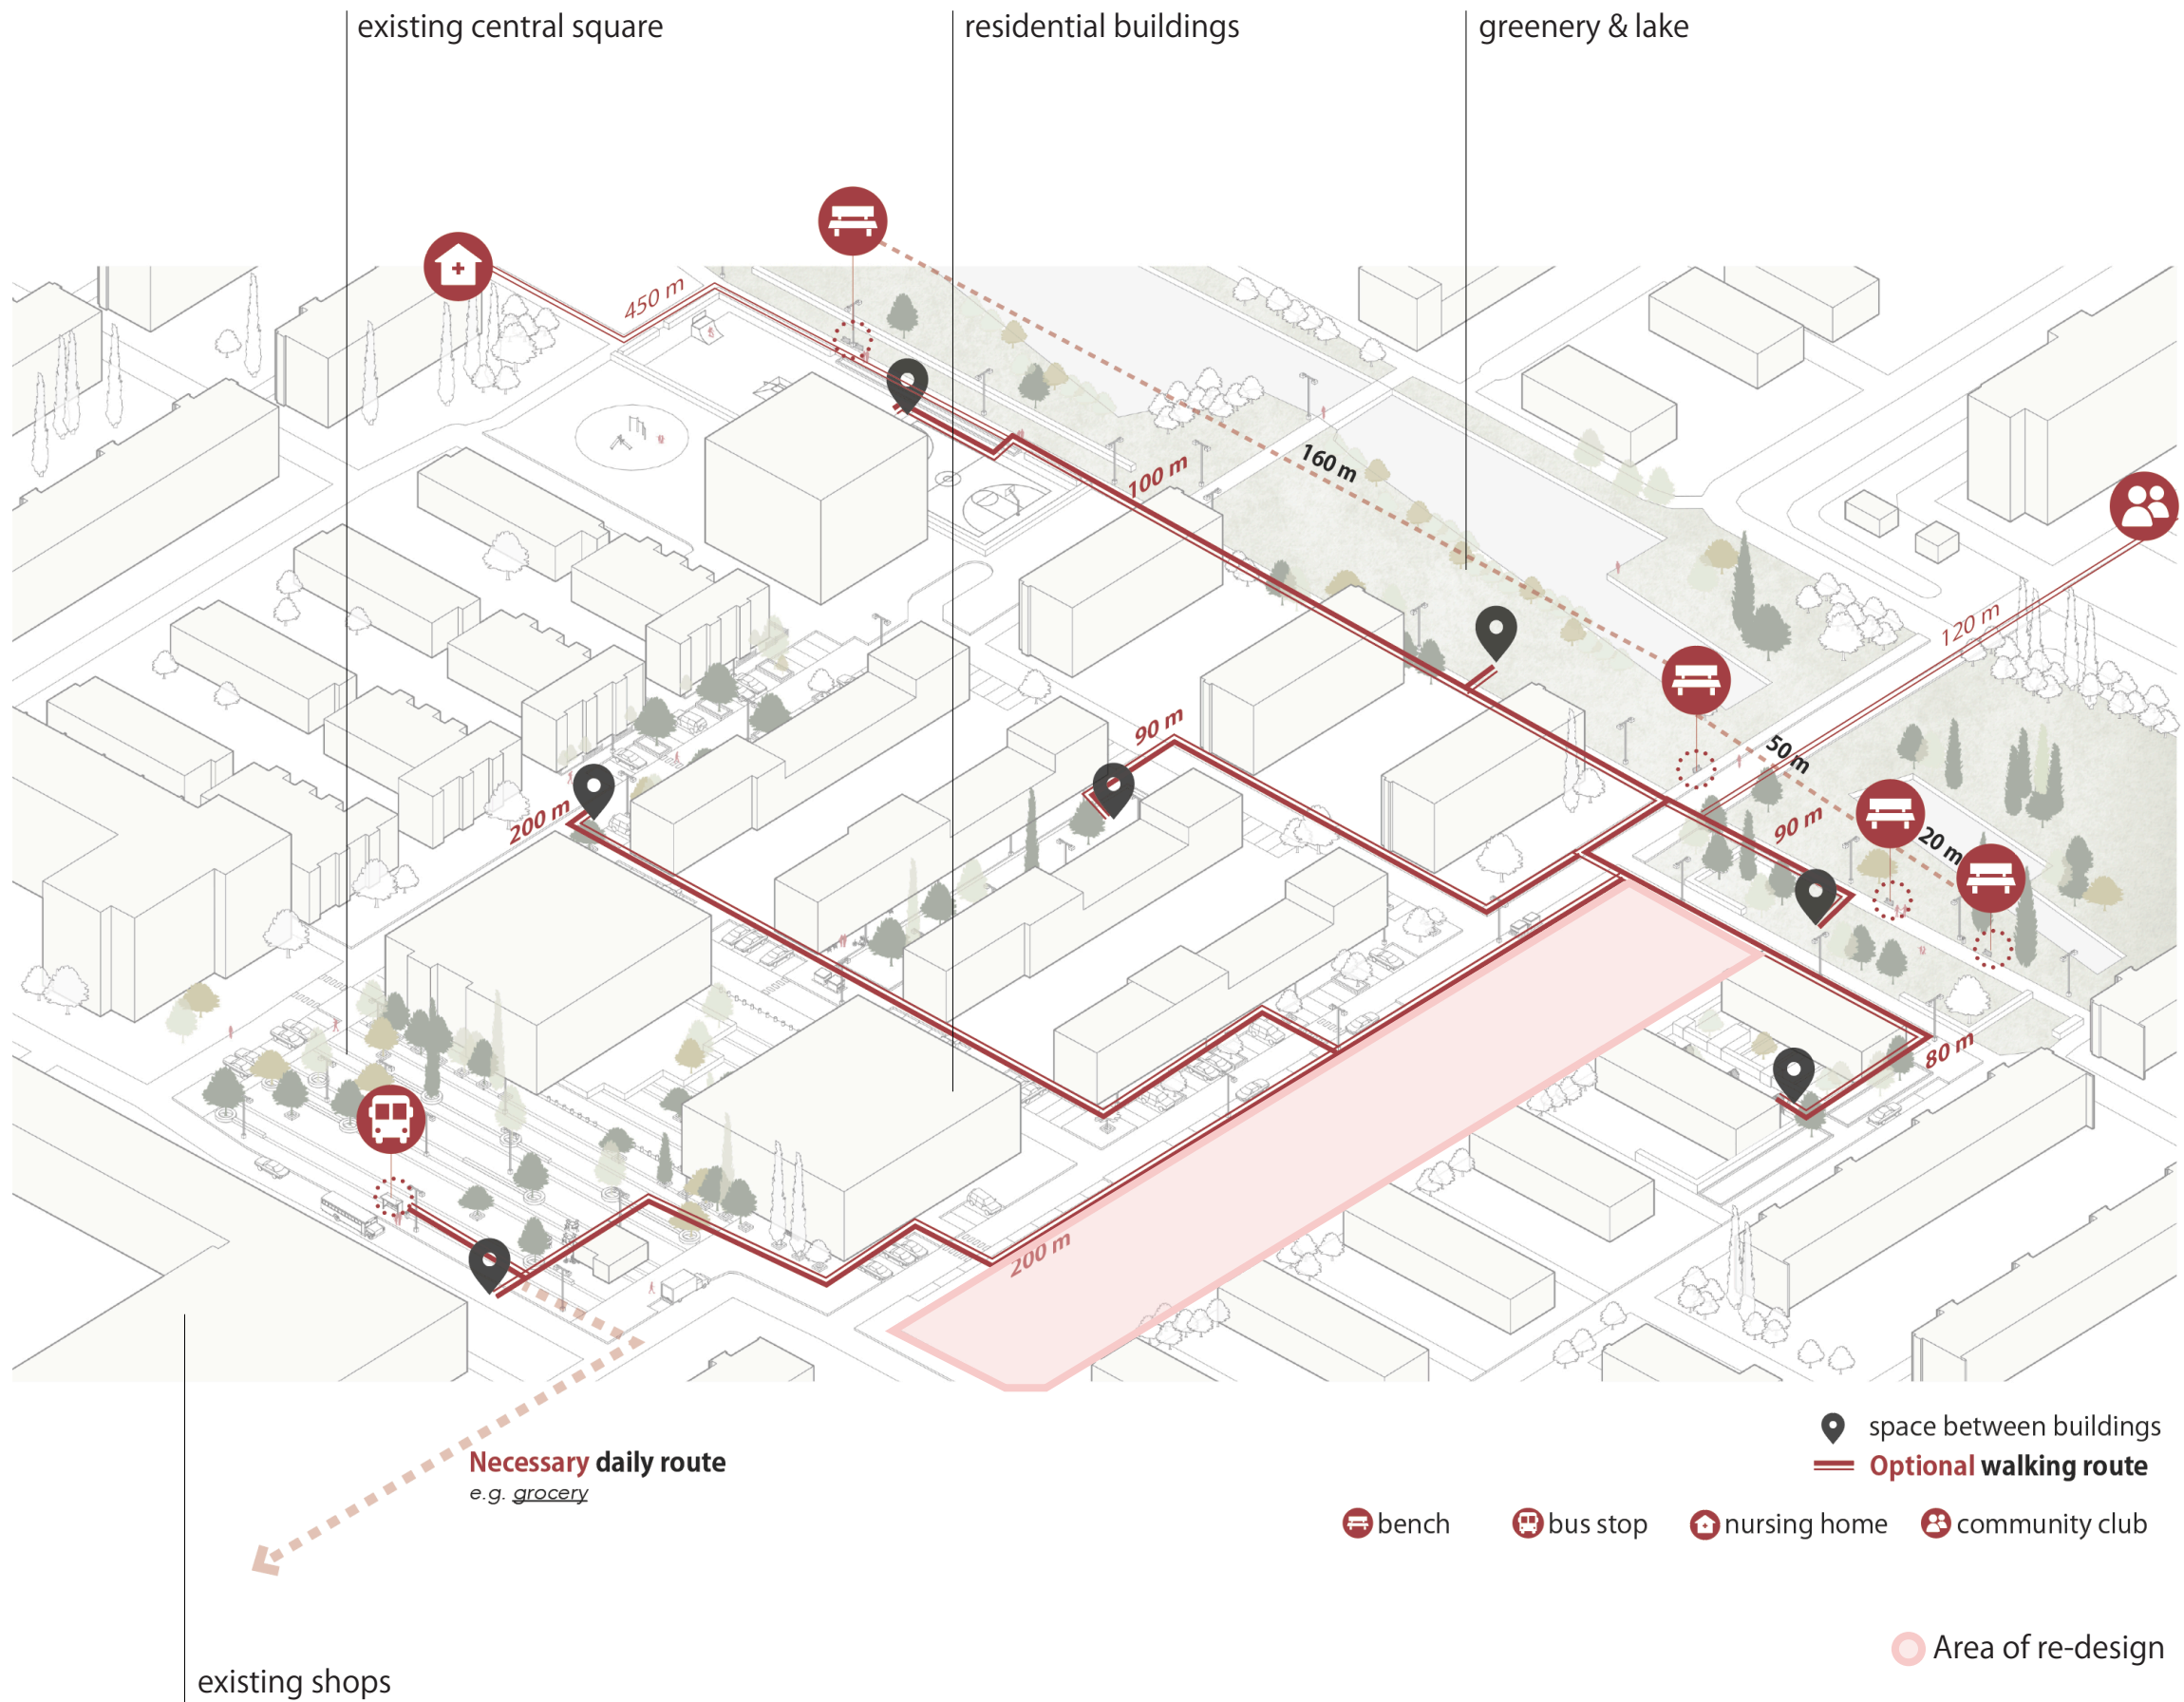 existing central square
residential buildings
greenery & lake
450 m
100 m
160 m
120 m
90 m
50 m
200 m
90 m
20 m
80 m
200 m
Necessary daily route
e.g. grocery
space between buildings
Optional walking route
bench
bus stop
nursing home
community club
Area of re-design
existing shops